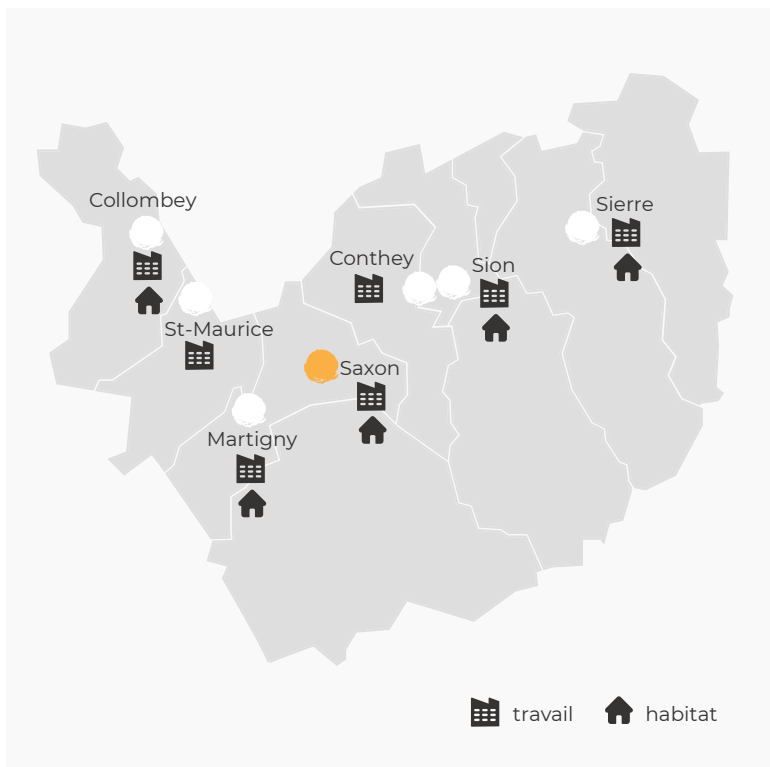 Collombey
Sierre
Conthey
Sion
St-Maurice
Saxon
Martigny
travail
habitat